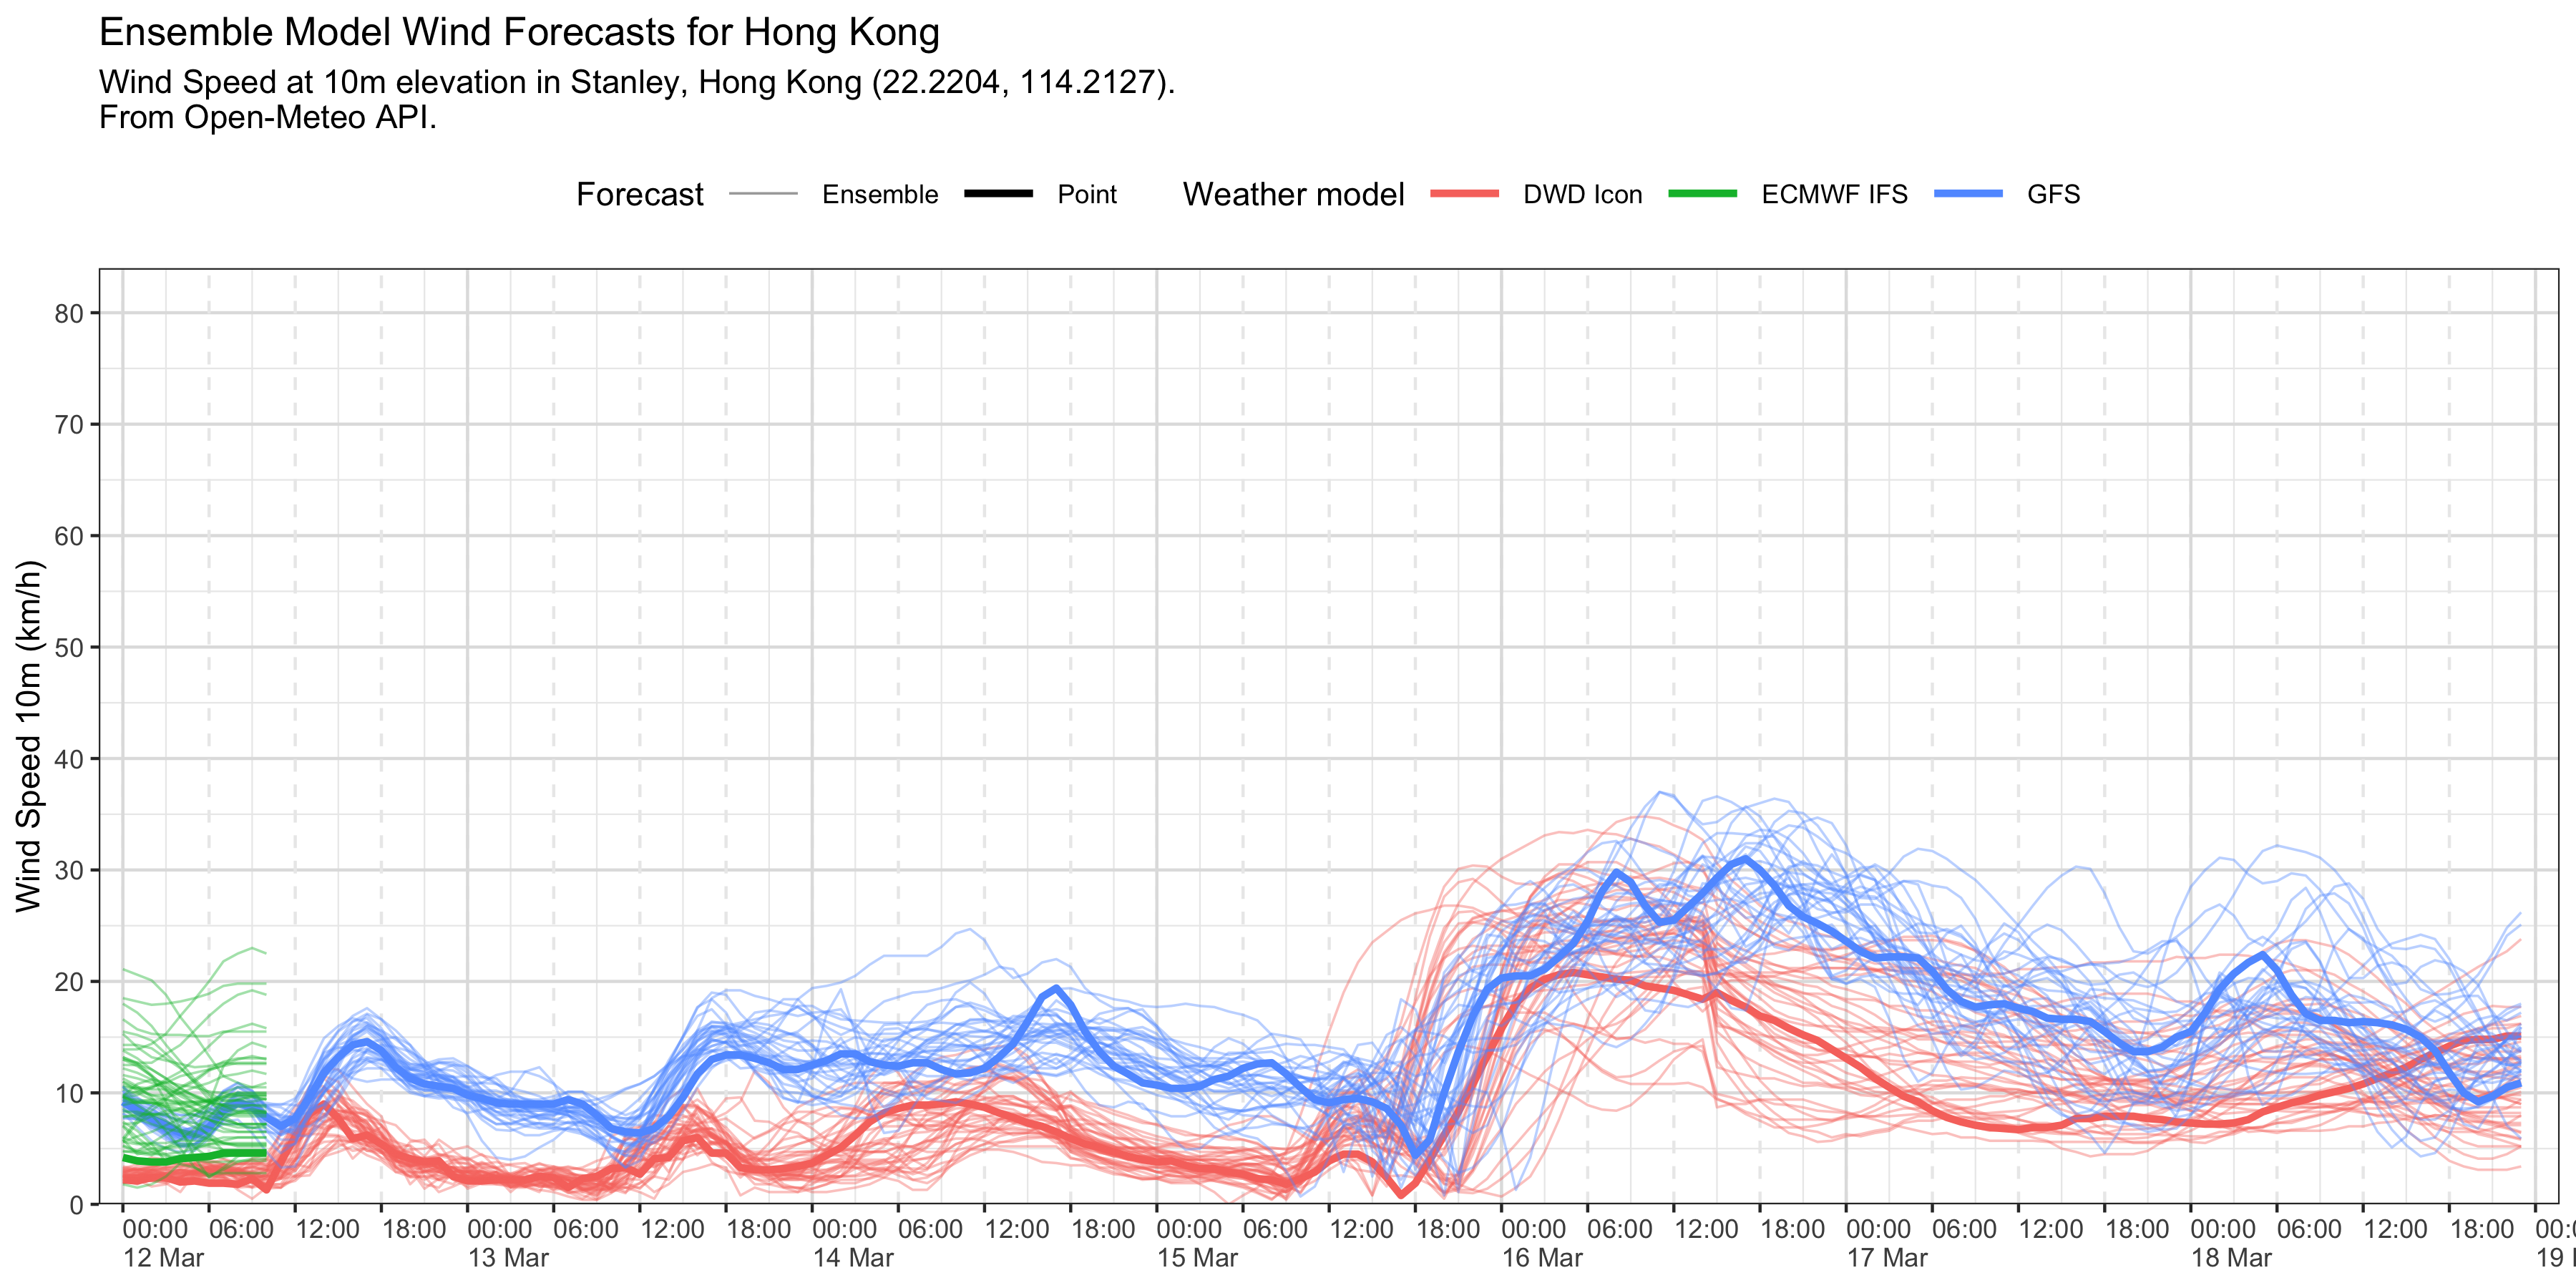 Ensemble Model Wind Forecasts for Hong Kong
Wind Speed at 10m elevation in Stanley, Hong Kong (22.2204, 114.2127).
From Open-Meteo API.
Forecast Ensemble Point Weather model DWD Icon ECMWF IFS GFS
Wind Speed 10m (km/h)
80
70
60
50
40
30
20
10
0
00:00 06:00 12:00 18:00 00:00 06:00 12:00 18:00 00:00 06:00 12:00 18:00 00:00 06:00 12:00 18:00 00:00 06:00 12:00 18:00 00:00 06:00 12:00 18:00 00:00 06:00 12:00 18:00
12 Mar 13 Mar 14 Mar 15 Mar 16 Mar 17 Mar 18 Mar 19